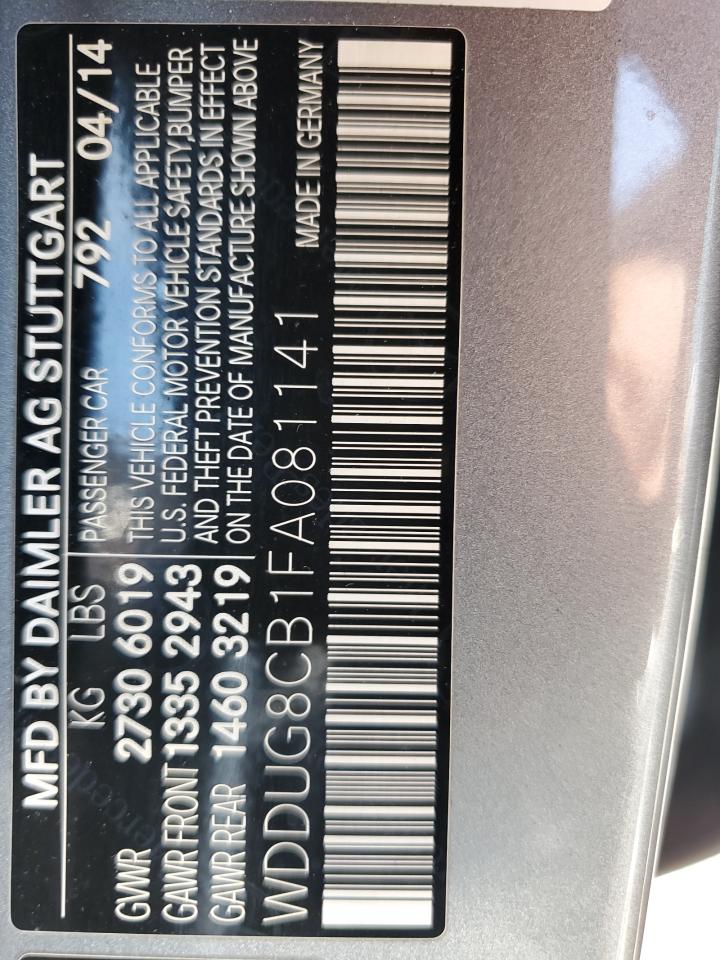 MFD BY DAIMLER AG STUTTGART
KG LBS PASSENGER CAR 792 04/14
GVWR 2730 6019 THIS VEHICLE CONFORMS TO ALL APPLICABLE
GAWR FRONT 1335 2943 U.S. FEDERAL MOTOR VEHICLE SAFETY,BUMPER
GAWR REAR 1460 3219 AND THEFT PREVENTION STANDARDS IN EFFECT
ON THE DATE OF MANUFACTURE SHOWN ABOVE
WDDUG8CB1FA081141 MADE IN GERMANY